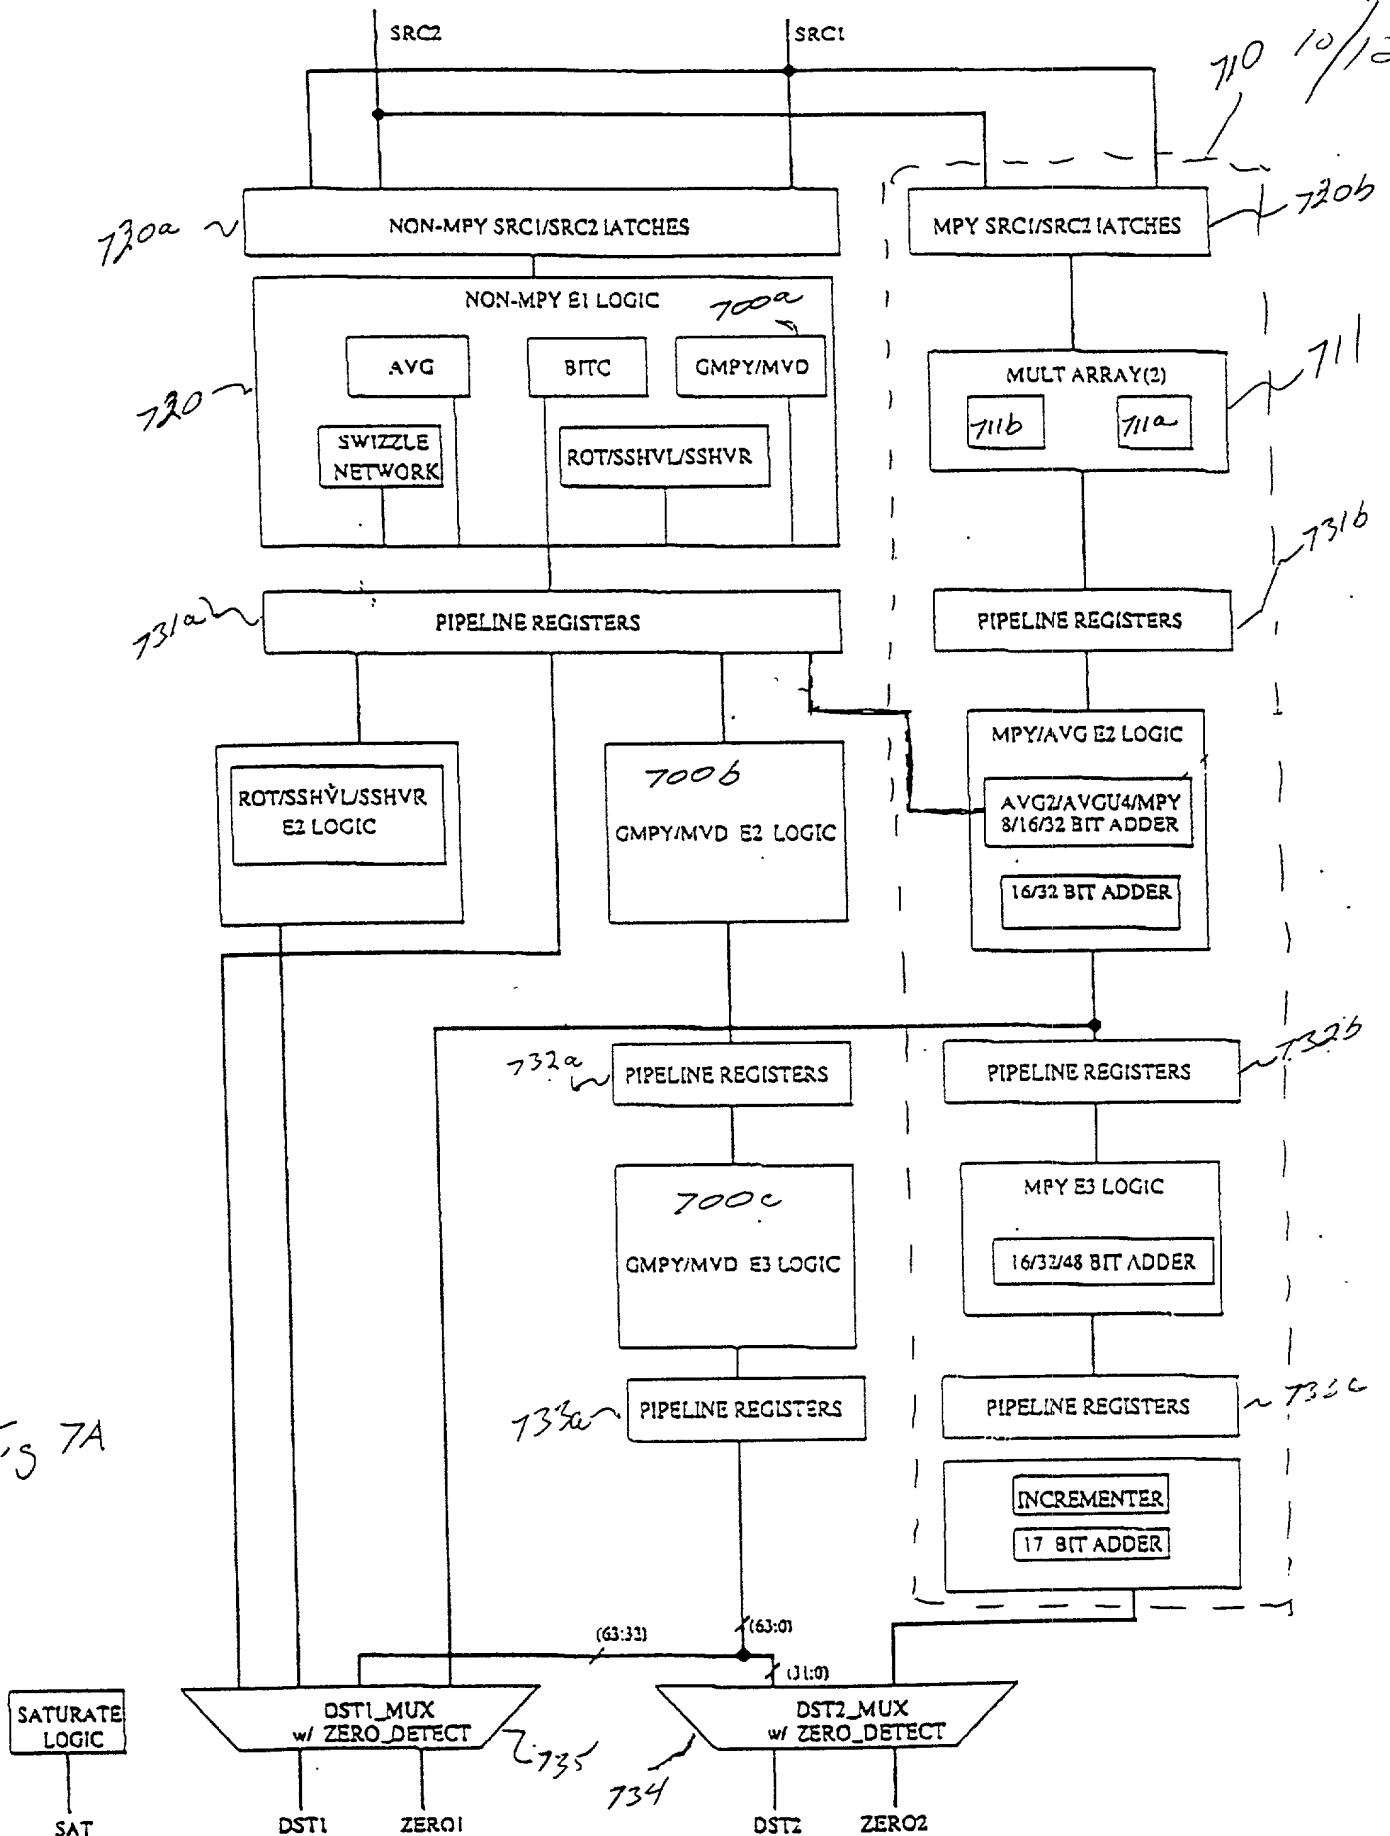 SRC2
SRC1
710
10/13
NON-MPY SRC1/SRC2 LATCHES
MPY SRC1/SRC2 LATCHES
730a
730b
NON-MPY E1 LOGIC
700a
AVG
BITC
GMPY/MVD
MULT ARRAY(2)
711
711b
711a
720
SWIZZLE
NETWORK
ROT/SSHVL/SSHVR
731b
731a
PIPELINE REGISTERS
PIPELINE REGISTERS
MPY/AVG E2 LOGIC
700b
ROT/SSHVL/SSHVR
E2 LOGIC
GMPY/MVD E2 LOGIC
AVG2/AVGU4/MPY
8/16/32 BIT ADDER
16/32 BIT ADDER
732a
PIPELINE REGISTERS
PIPELINE REGISTERS
732b
700c
MPY E3 LOGIC
GMPY/MVD E3 LOGIC
16/32/48 BIT ADDER
733a
PIPELINE REGISTERS
PIPELINE REGISTERS
Fig 7A
INCREMENTER
17 BIT ADDER
(63:32)
(63:0)
(31:0)
SATURATE
LOGIC
DST1_MUX
w/ ZERO_DETECT
735
DST2_MUX
w/ ZERO_DETECT
734
SAT
DST1
ZERO1
DST2
ZERO2